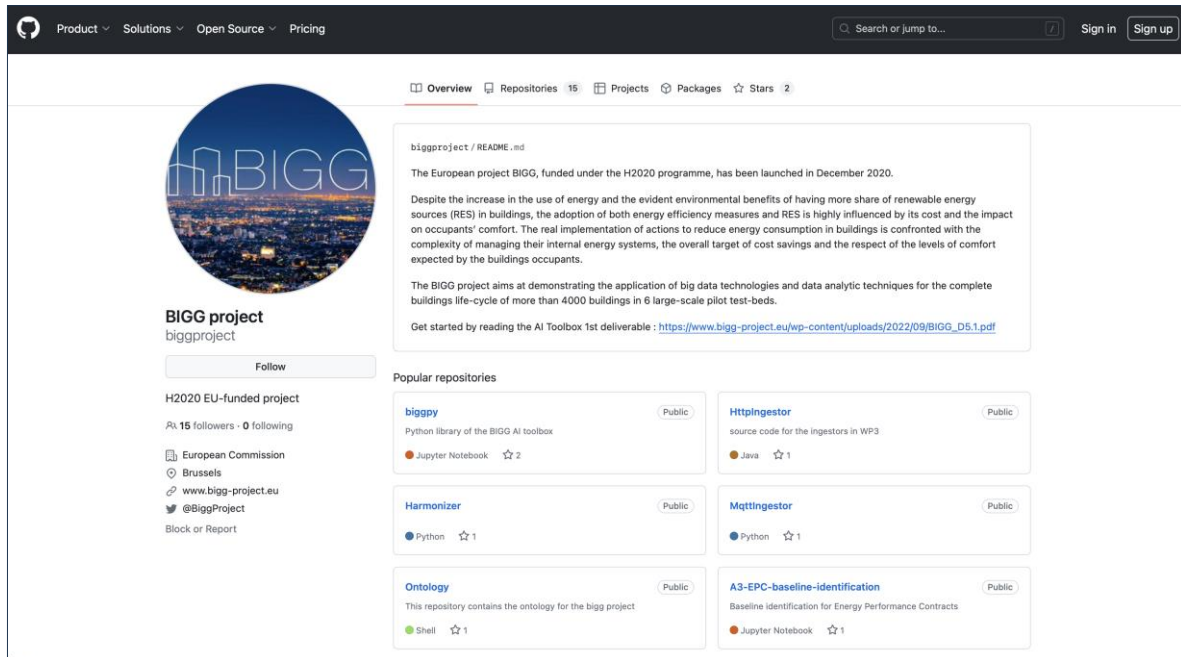 Product Solutions Open Source Pricing
Search or jump to... /
Sign in Sign up
Overview Repositories 15 Projects Packages Stars 2
BIGG
BIGG project
biggproject
Follow
H2020 EU-funded project
15 followers · 0 following
European Commission
Brussels
www.bigg-project.eu
@BiggProject
Block or Report
biggproject / README.md
The European project BIGG, funded under the H2020 programme, has been launched in December 2020.
Despite the increase in the use of energy and the evident environmental benefits of having more share of renewable energy
sources (RES) in buildings, the adoption of both energy efficiency measures and RES is highly influenced by its cost and the impact
on occupants' comfort. The real implementation of actions to reduce energy consumption in buildings is confronted with the
complexity of managing their internal energy systems, the overall target of cost savings and the respect of the levels of comfort
expected by the buildings occupants.
The BIGG project aims at demonstrating the application of big data technologies and data analytic techniques for the complete
buildings life-cycle of more than 4000 buildings in 6 large-scale pilot test-beds.
Get started by reading the AI Toolbox 1st deliverable : https://www.bigg-project.eu/wp-content/uploads/2022/09/BIGG_D5.1.pdf
Popular repositories
biggpy Public
Python library of the BIGG AI toolbox
Jupyter Notebook 2
HttpIngestor Public
source code for the ingestors in WP3
Java 1
Harmonizer Public
Python 1
MqttIngestor Public
Python 1
Ontology Public
This repository contains the ontology for the bigg project
Shell 1
A3-EPC-baseline-identification Public
Baseline identification for Energy Performance Contracts
Jupyter Notebook 1